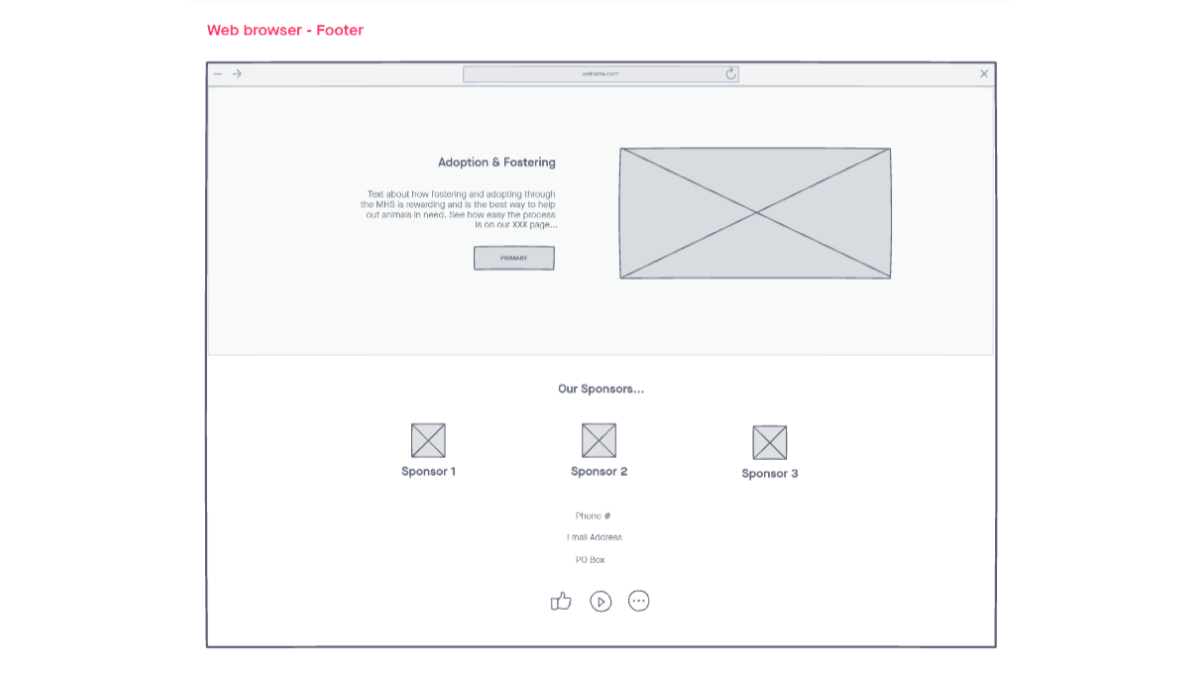 Web browser - Footer
website.com
Adoption & Fostering
Text about how fostering and adopting through
the MHS is rewarding and is the best way to help
out animals in need. See how easy the process
is on our XXX page...
PRIMARY
Our Sponsors...
Sponsor 1
Sponsor 2
Sponsor 3
Phone #
Email Address
PO Box